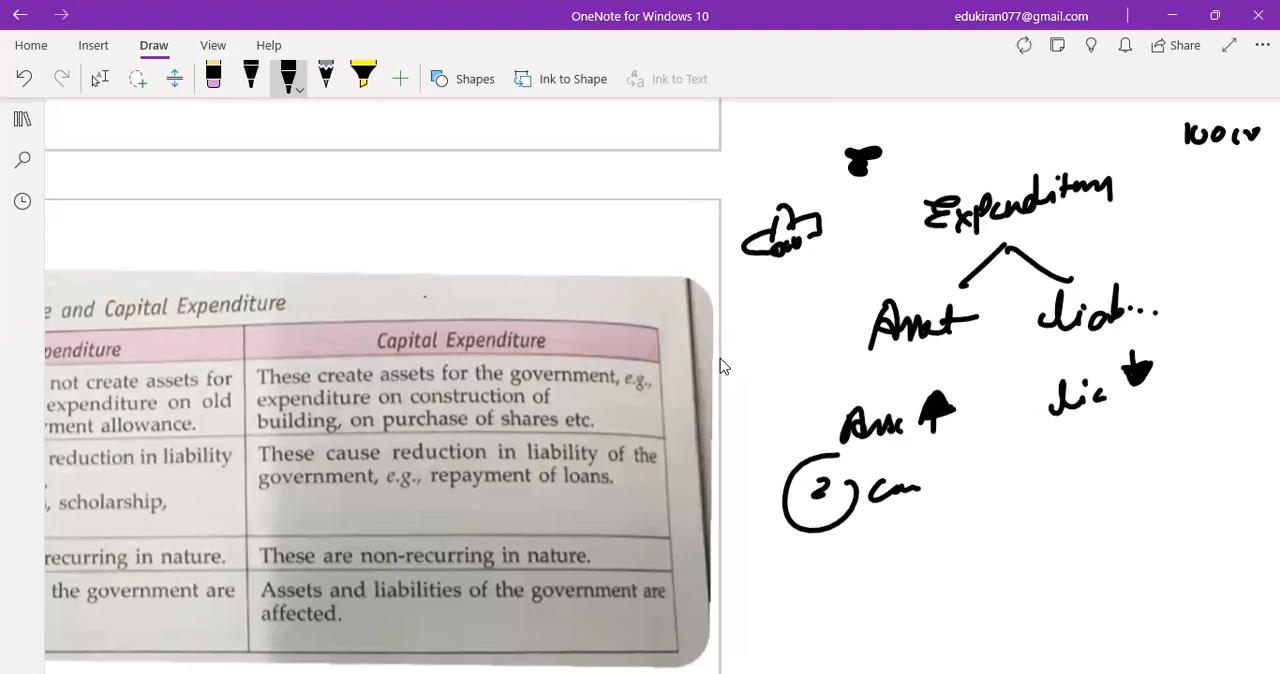 OneNote for Windows 10
edukiran077@gmail.com
Home Insert Draw View Help
Share
Shapes Ink to Shape Ink to Text
e and Capital Expenditure
penditure
Capital Expenditure
not create assets for
expenditure on old
ment allowance.
These create assets for the government, e.g.,
expenditure on construction of
building, on purchase of shares etc.
reduction in liability
, scholarship,
These cause reduction in liability of the
government, e.g., repayment of loans.
recurring in nature.
These are non-recurring in nature.
the government are
Assets and liabilities of the government are
affected.
Expenditury
Asset Liab...
Asse
2